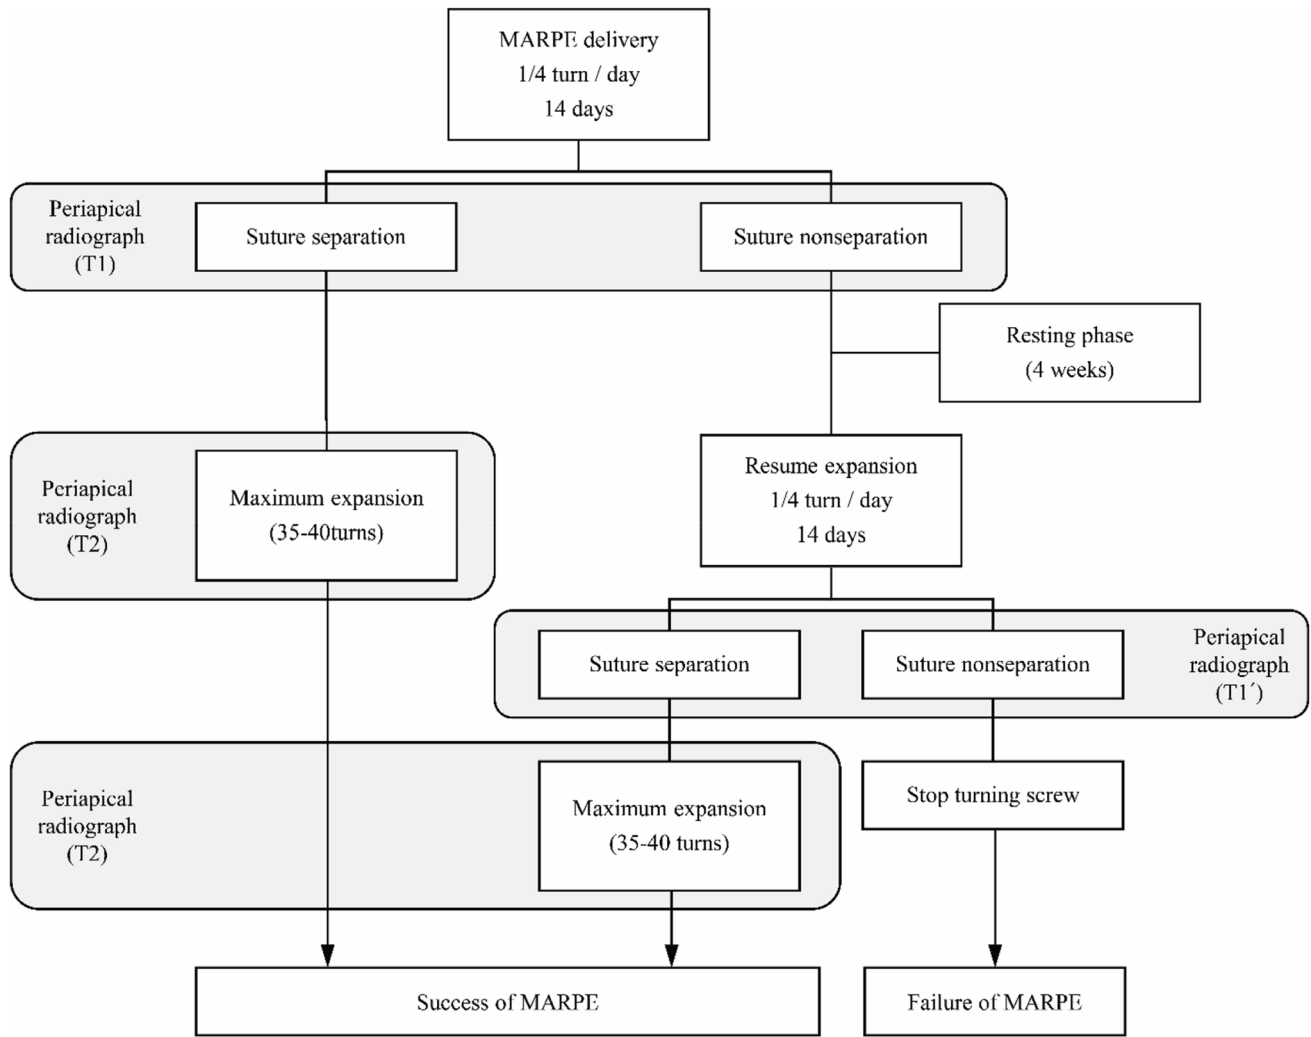 MARPE delivery
1/4 turn / day
14 days
Periapical
radiograph
(T1)
Suture separation
Suture nonseparation
Resting phase
(4 weeks)
Periapical
radiograph
(T2)
Maximum expansion
(35-40turns)
Resume expansion
1/4 turn / day
14 days
Suture separation
Suture nonseparation
Periapical
radiograph
(T1´)
Periapical
radiograph
(T2)
Maximum expansion
(35-40 turns)
Stop turning screw
Success of MARPE
Failure of MARPE